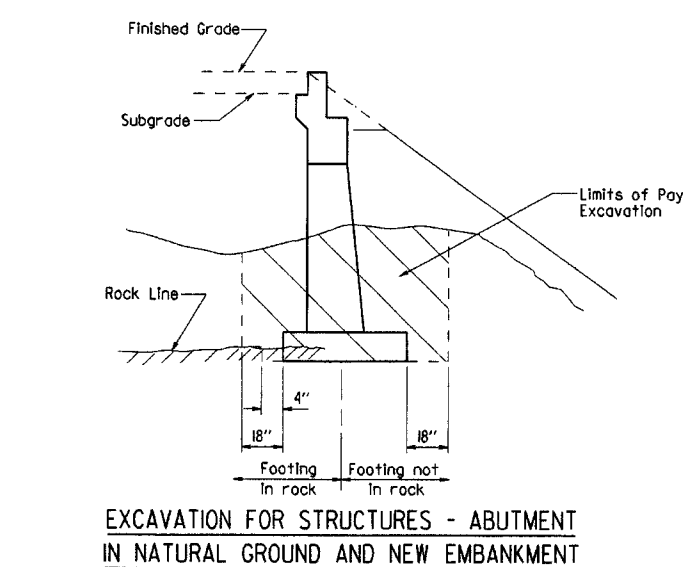 Finished Grade
Subgrade
Limits of Pay
Excavation
Rock Line
4"
18"
18"
Footing
in rock
Footing not
in rock
EXCAVATION FOR STRUCTURES - ABUTMENT
IN NATURAL GROUND AND NEW EMBANKMENT